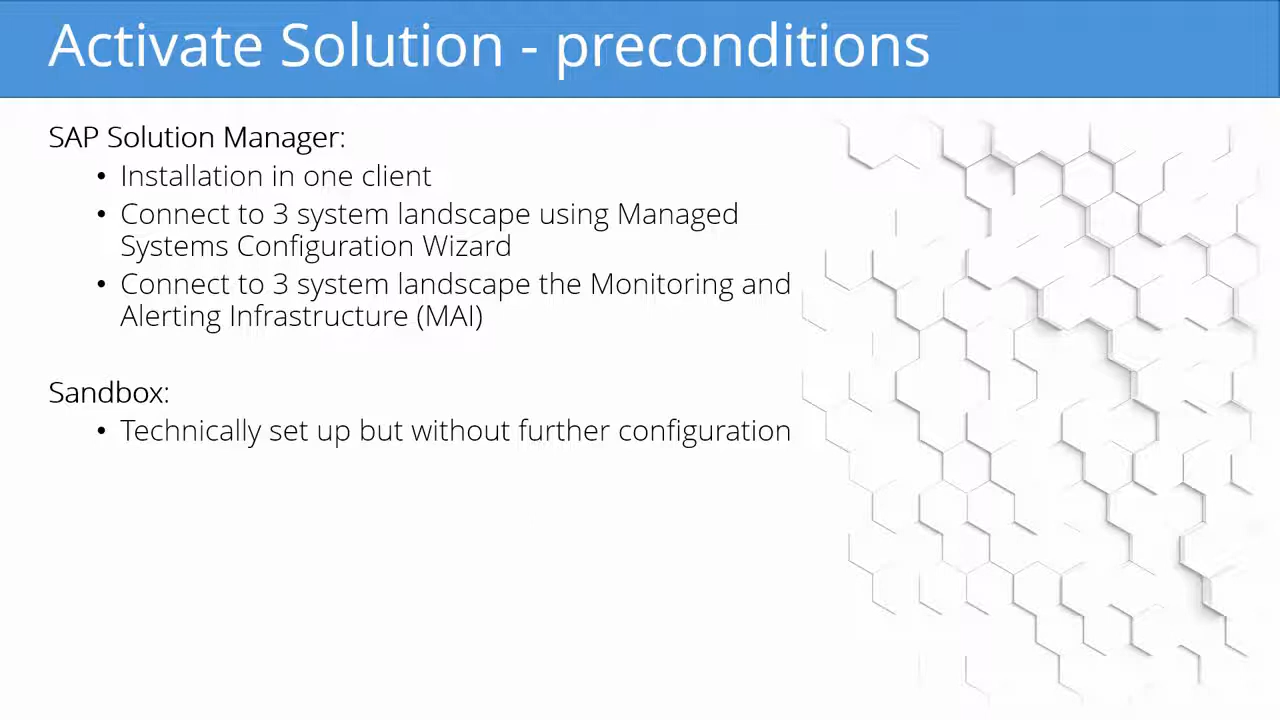 Activate Solution - preconditions
SAP Solution Manager:
• Installation in one client
• Connect to 3 system landscape using Managed
Systems Configuration Wizard
• Connect to 3 system landscape the Monitoring and
Alerting Infrastructure (MAI)
Sandbox:
• Technically set up but without further configuration